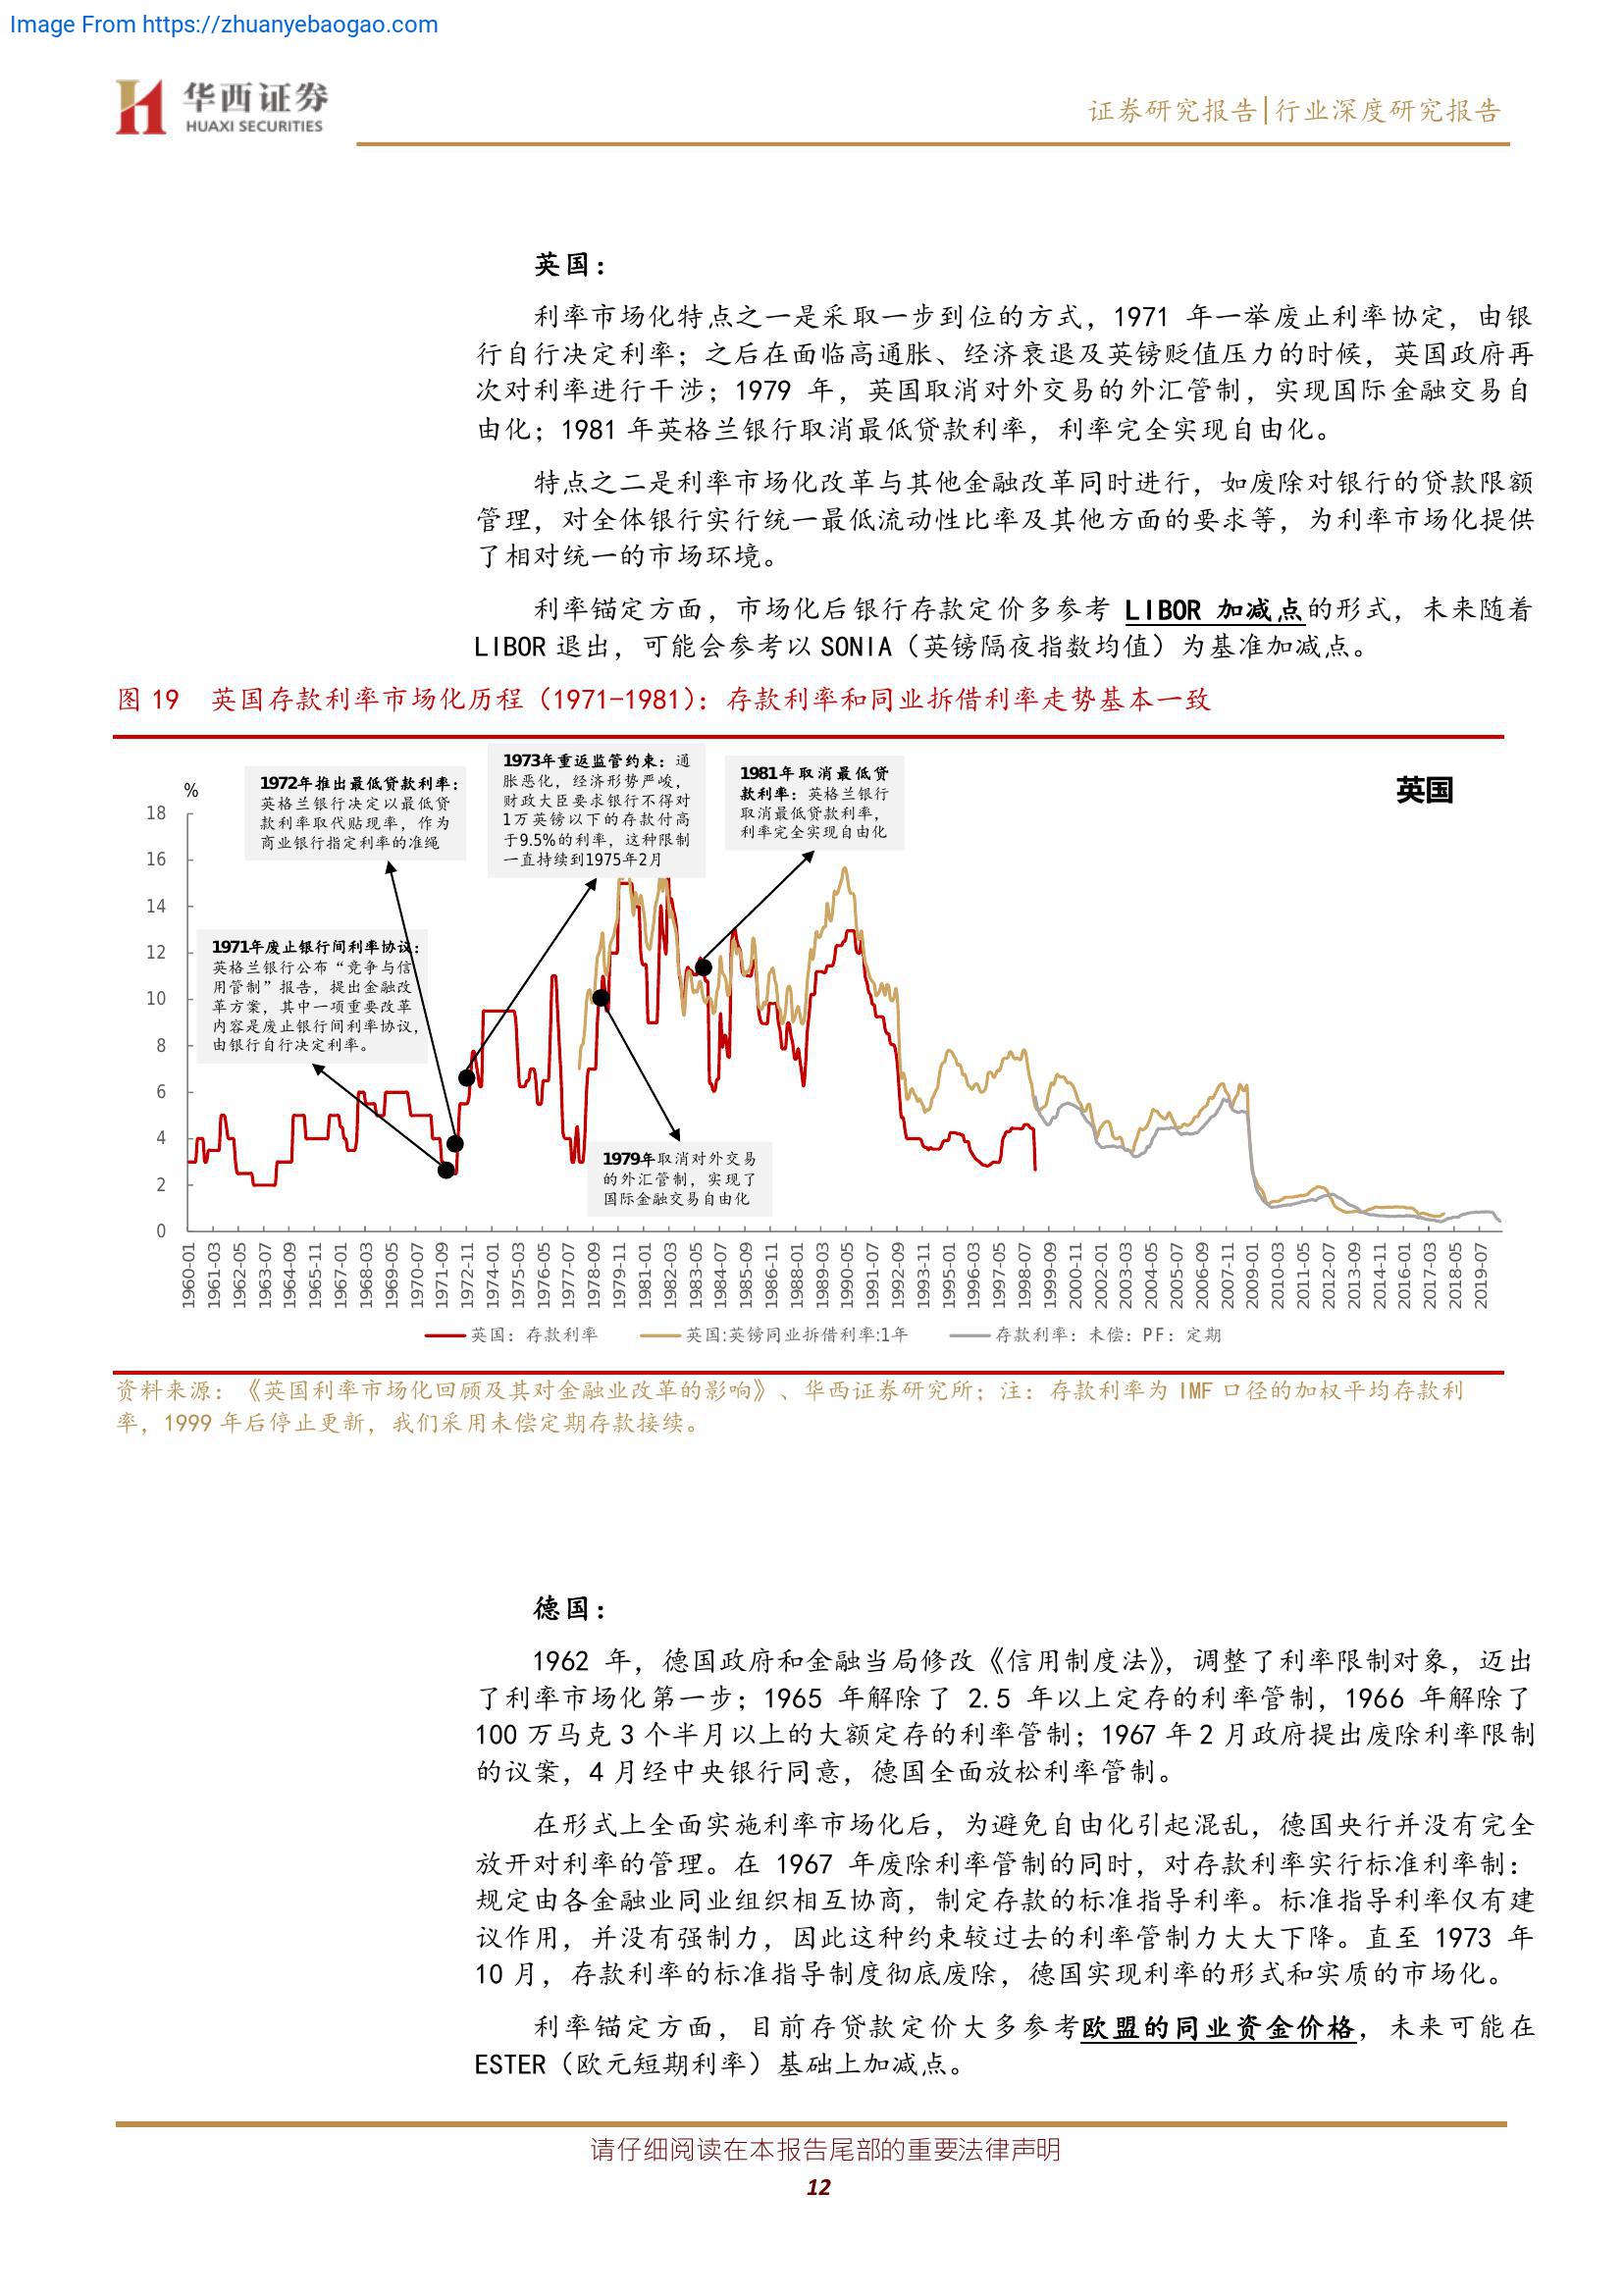 Image From https://zhuanyebaogao.com
华西证券
HUAXI SECURITIES
证券研究报告|行业深度研究报告
英国：
利率市场化特点之一是采取一步到位的方式，1971 年一举废止利率协定，由银
行自行决定利率；之后在面临高通胀、经济衰退及英镑贬值压力的时候，英国政府再
次对利率进行干涉；1979 年，英国取消对外交易的外汇管制，实现国际金融交易自
由化；1981 年英格兰银行取消最低贷款利率，利率完全实现自由化。
特点之二是利率市场化改革与其他金融改革同时进行，如废除对银行的贷款限额
管理，对全体银行实行统一最低流动性比率及其他方面的要求等，为利率市场化提供
了相对统一的市场环境。
利率锚定方面，市场化后银行存款定价多参考 LIBOR 加减点的形式，未来随着
LIBOR 退出，可能会参考以 SONIA（英镑隔夜指数均值）为基准加减点。
图 19 英国存款利率市场化历程（1971-1981）：存款利率和同业拆借利率走势基本一致
%
英国
1972年推出最低贷款利率：
英格兰银行决定以最低贷
款利率取代贴现率，作为
商业银行指定利率的准绳
1973年重返监管约束：通
胀恶化，经济形势严峻，
财政大臣要求银行不得对
1万英镑以下的存款付高
于9.5%的利率，这种限制
一直持续到1975年2月
1981年取消最低贷
款利率：英格兰银行
取消最低贷款利率，
利率完全实现自由化
1971年废止银行间利率协议：
英格兰银行公布“竞争与信
用管制”报告，提出金融改
革方案，其中一项重要改革
内容是废止银行间利率协议，
由银行自行决定利率。
1979年取消对外交易
的外汇管制，实现了
国际金融交易自由化
18
16
14
12
10
8
6
4
2
0
1960-01
1961-03
1962-05
1963-07
1964-09
1965-11
1967-01
1968-03
1969-05
1970-07
1971-09
1972-11
1974-01
1975-03
1976-05
1977-07
1978-09
1979-11
1981-01
1982-03
1983-05
1984-07
1985-09
1986-11
1988-01
1989-03
1990-05
1991-07
1992-09
1993-11
1995-01
1996-03
1997-05
1998-07
1999-09
2000-11
2002-01
2003-03
2004-05
2005-07
2006-09
2007-11
2009-01
2010-03
2011-05
2012-07
2013-09
2014-11
2016-01
2017-03
2018-05
2019-07
英国：存款利率
英国:英镑同业拆借利率:1年
存款利率：未偿：PF：定期
资料来源：《英国利率市场化回顾及其对金融业改革的影响》、华西证券研究所；注：存款利率为 IMF 口径的加权平均存款利
率，1999 年后停止更新，我们采用未偿定期存款接续。
德国：
1962 年，德国政府和金融当局修改《信用制度法》，调整了利率限制对象，迈出
了利率市场化第一步；1965 年解除了 2.5 年以上定存的利率管制，1966 年解除了
100 万马克 3 个半月以上的大额定存的利率管制；1967 年 2 月政府提出废除利率限制
的议案，4 月经中央银行同意，德国全面放松利率管制。
在形式上全面实施利率市场化后，为避免自由化引起混乱，德国央行并没有完全
放开对利率的管理。在 1967 年废除利率管制的同时，对存款利率实行标准利率制：
规定由各金融业同业组织相互协商，制定存款的标准指导利率。标准指导利率仅有建
议作用，并没有强制力，因此这种约束较过去的利率管制力大大下降。直至 1973 年
10 月，存款利率的标准指导制度彻底废除，德国实现利率的形式和实质的市场化。
利率锚定方面，目前存贷款定价大多参考欧盟的同业资金价格，未来可能在
ESTER（欧元短期利率）基础上加减点。
请仔细阅读在本报告尾部的重要法律声明
12